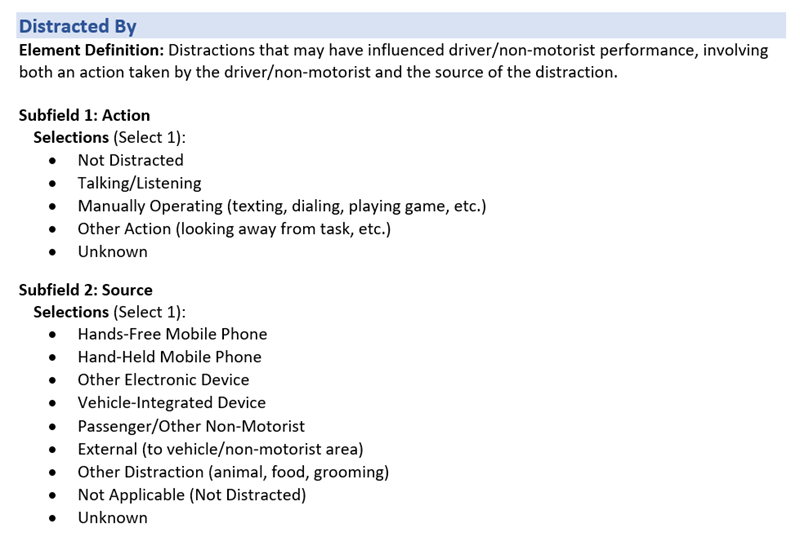 Distracted By
Element Definition: Distractions that may have influenced driver/non-motorist performance, involving
both an action taken by the driver/non-motorist and the source of the distraction.
Subfield 1: Action
Selections (Select 1):
• Not Distracted
• Talking/Listening
• Manually Operating (texting, dialing, playing game, etc.)
• Other Action (looking away from task, etc.)
• Unknown
Subfield 2: Source
Selections (Select 1):
• Hands-Free Mobile Phone
• Hand-Held Mobile Phone
• Other Electronic Device
• Vehicle-Integrated Device
• Passenger/Other Non-Motorist
• External (to vehicle/non-motorist area)
• Other Distraction (animal, food, grooming)
• Not Applicable (Not Distracted)
• Unknown